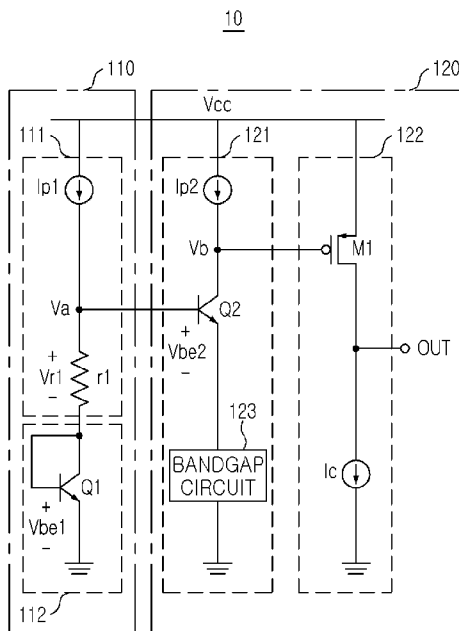 10
110
120
Vcc
111
121
122
Ip1
Ip2
Vb
M1
Va
Q2
+
Vbe2
-
OUT
+
Vr1
-
r1
123
BANDGAP
CIRCUIT
Ic
Q1
+
Vbe1
-
112